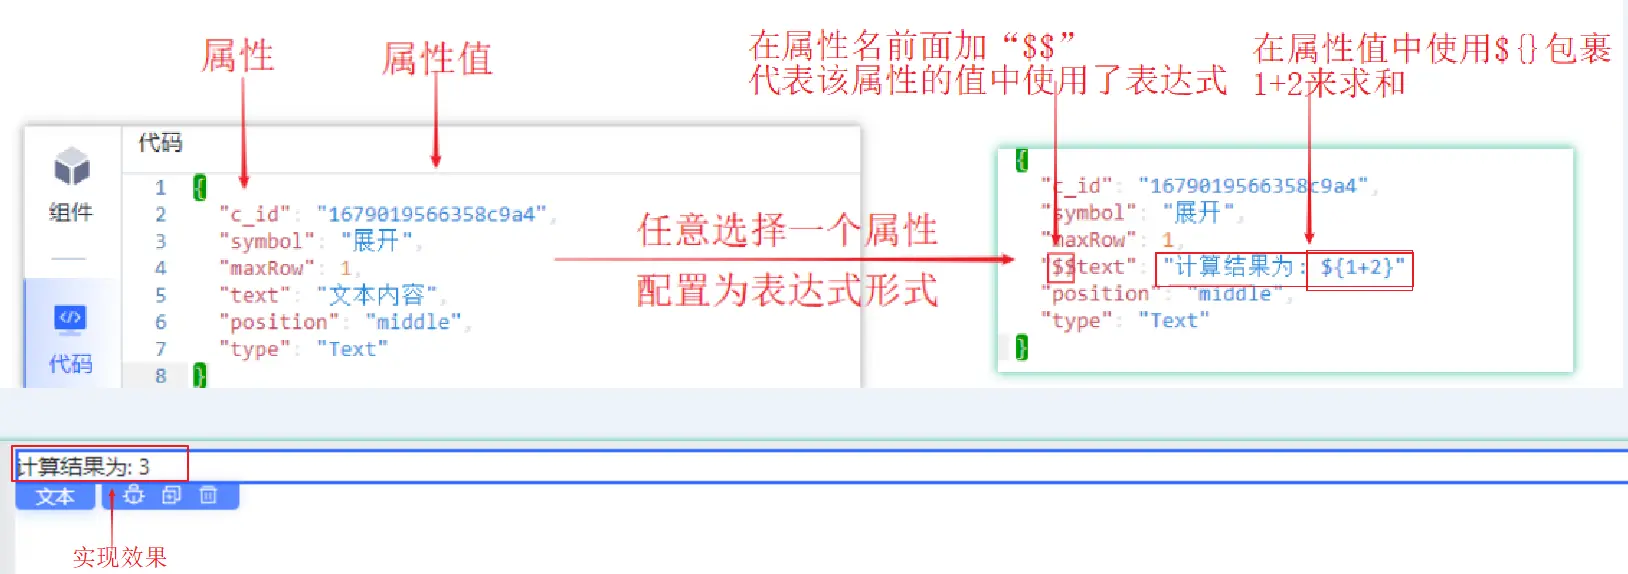 属性
属性值
在属性名前面加“$$”
代表该属性的值中使用了表达式
在属性值中使用${}包裹
1+2来求和
组件
代码
代码
1 {
2 "c_id": "1679019566358c9a4",
3 "symbol": "展开",
4 "maxRow": 1,
5 "text": "文本内容",
6 "position": "middle",
7 "type": "Text"
8 }
任意选择一个属性
配置为表达式形式
{
"c_id": "1679019566358c9a4",
"symbol": "展开",
"maxRow": 1,
"$$text": "计算结果为: ${1+2}"
"position": "middle",
"type": "Text"
}
计算结果为: 3
文本
实现效果